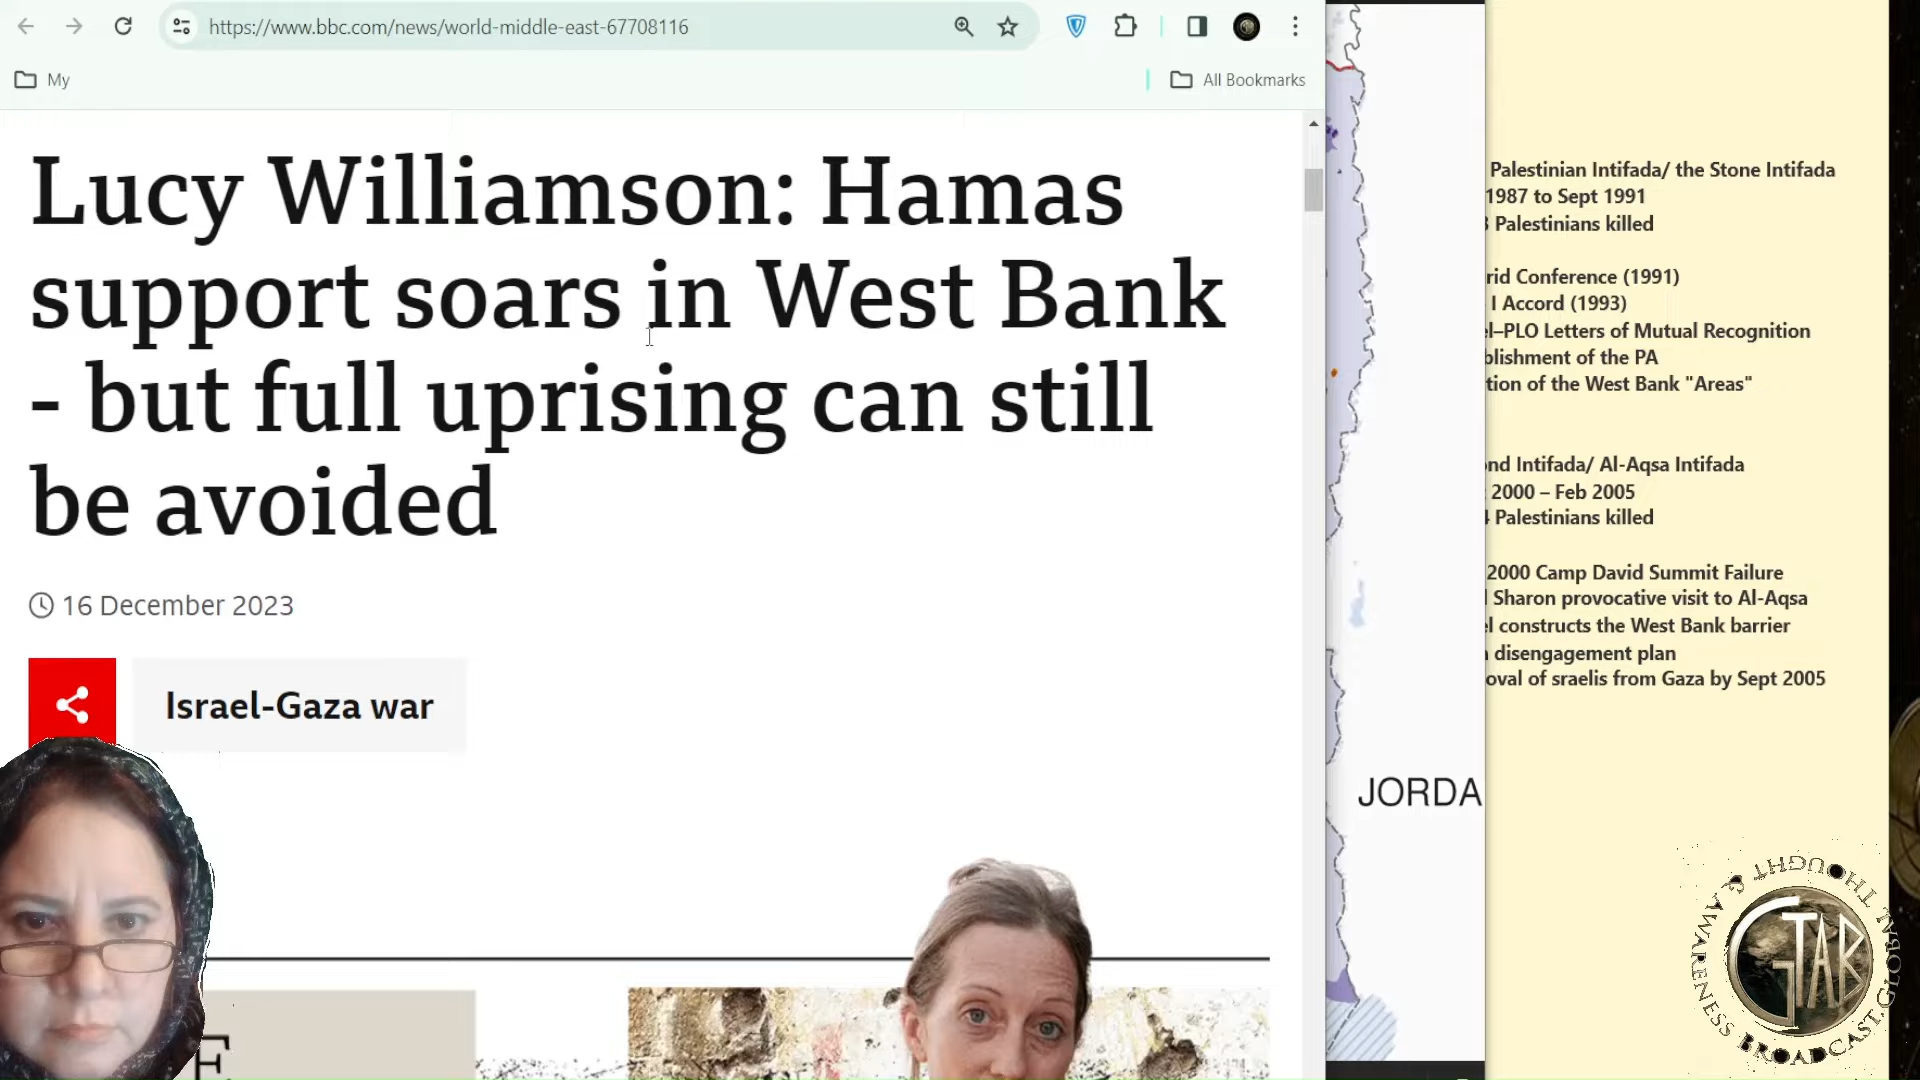 https://www.bbc.com/news/world-middle-east-67708116
My
All Bookmarks
Lucy Williamson: Hamas
support soars in West Bank
- but full uprising can still
be avoided
16 December 2023
Israel-Gaza war
Palestinian Intifada/ the Stone Intifada
1987 to Sept 1991
Palestinians killed
Conference (1991)
I Accord (1993)
PLO Letters of Mutual Recognition
of the PA
of the West Bank "Areas"
Intifada/ Al-Aqsa Intifada
2000 – Feb 2005
Palestinians killed
2000 Camp David Summit Failure
Sharon provocative visit to Al-Aqsa
constructs the West Bank barrier
disengagement plan
of sraelis from Gaza by Sept 2005
JORDA
GTAB
GLOBAL THOUGHT & AWARENESS BROADCAST